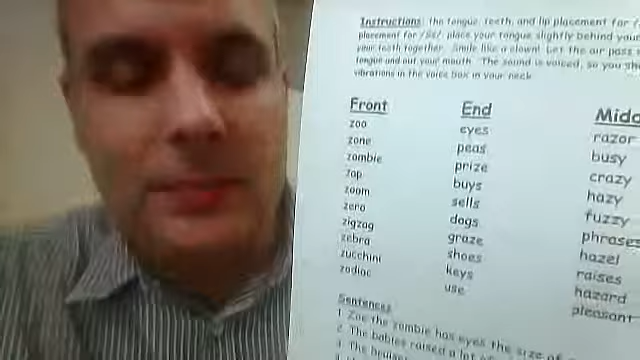 Instructions: the tongue, teeth, and lip placement for /
placement for /s/, place your tongue slightly behind your
your teeth together. Smile like a clown! Let the air pass
tongue and out your mouth. The sound is voiced, so you
vibrations in the voice box in your neck.
Front End
zoo eyes razor
zone peas busy
zombie prize crazy
zap buys hazy
zoom sells fuzzy
zero dogs phrases
zigzag graze hazel
zebra shoes raises
zucchini keys hazard
zodiac use pleasant
Sentences
1. Zoe the zombie has eyes the size of
2. The babies raised a lot
3. The